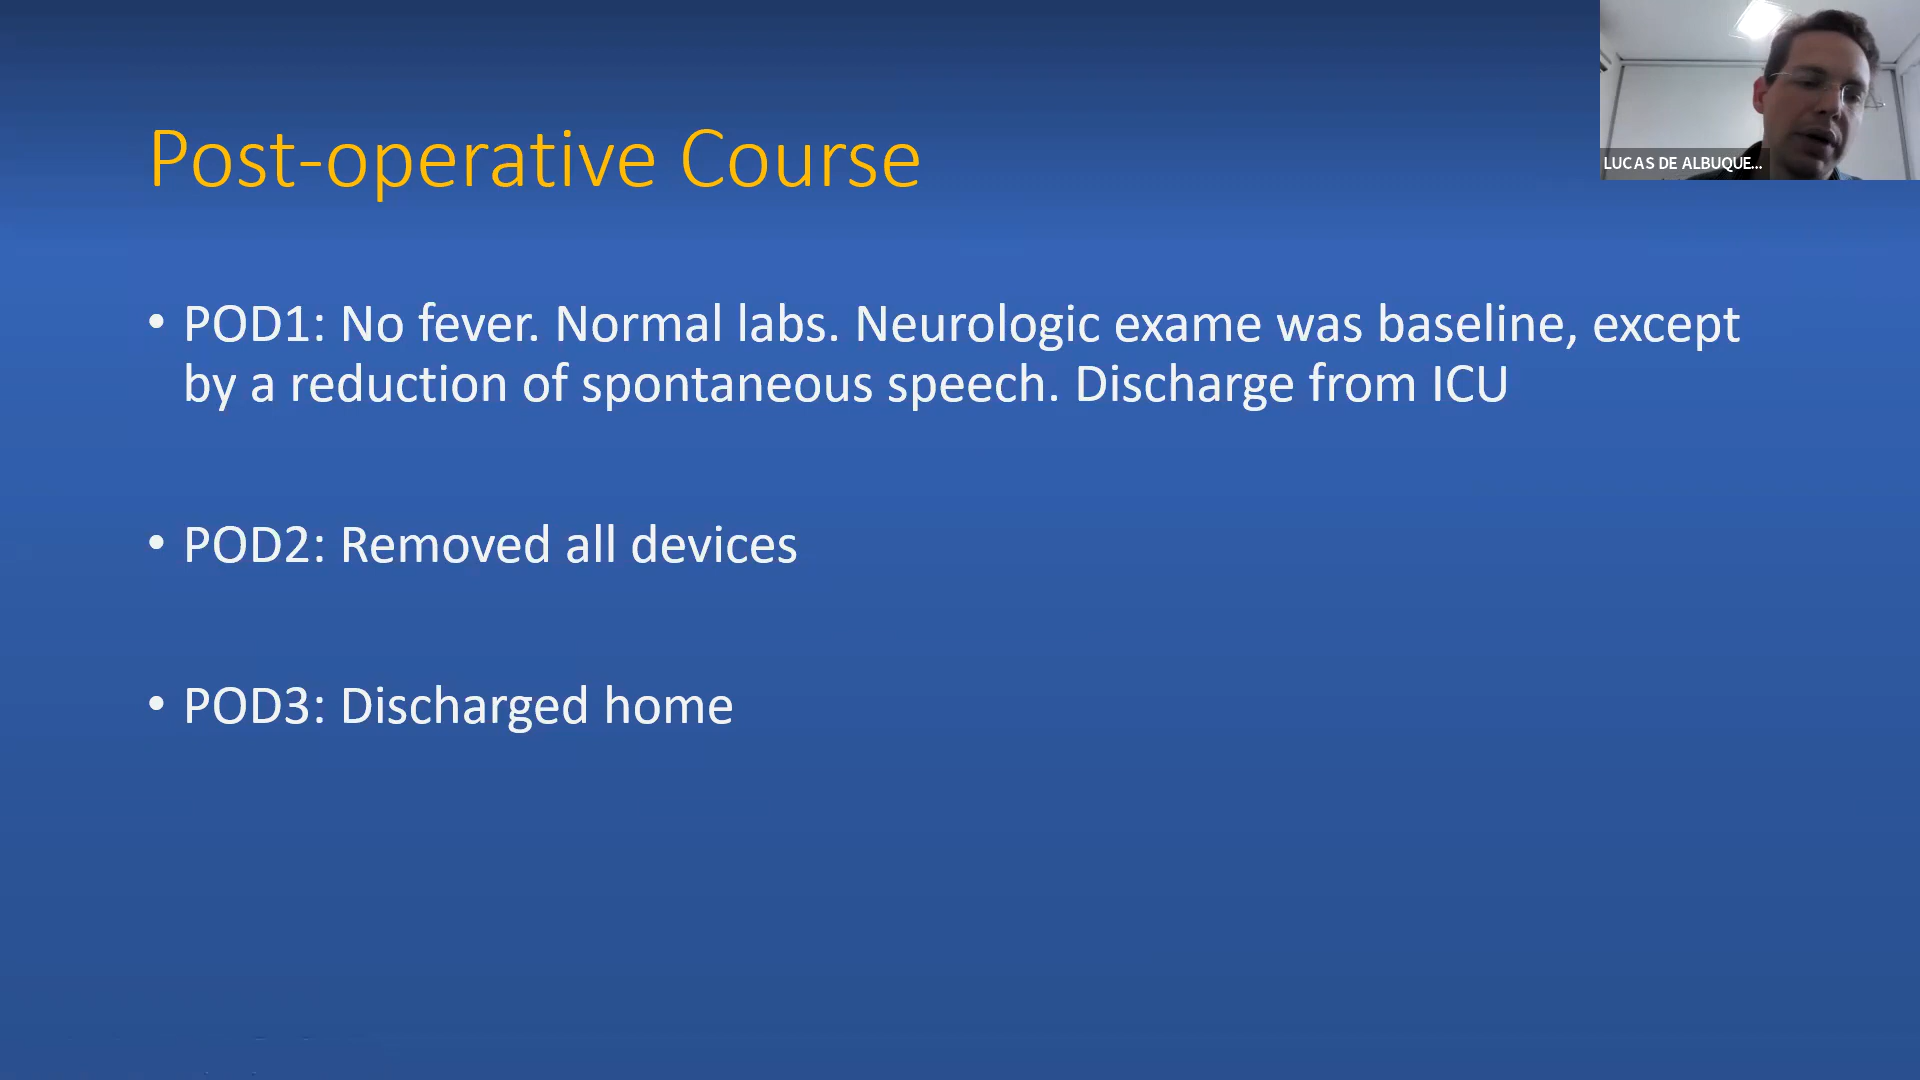 Post-operative Course
LUCAS DE ALBUQUE...
• POD1: No fever. Normal labs. Neurologic exame was baseline, except
by a reduction of spontaneous speech. Discharge from ICU
• POD2: Removed all devices
• POD3: Discharged home